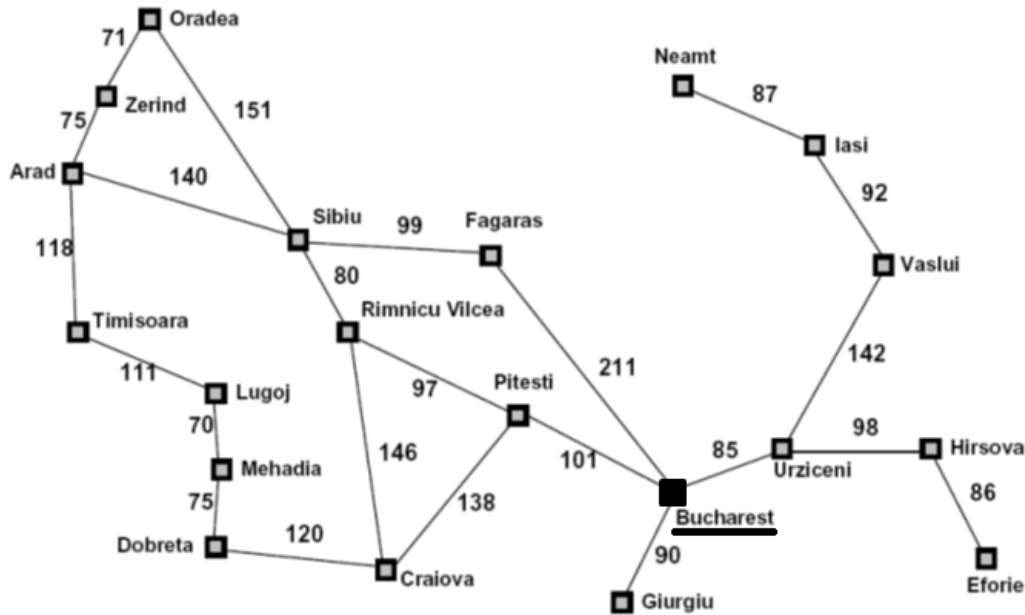 Oradea
71
Neamt
87
Zerind
151
75
Iasi
Arad
140
92
Sibiu
99
Fagaras
118
80
Vaslui
Rimnicu Vilcea
Timisoara
142
111
97
Pitesti
211
Lugoj
70
146
101
85
98
Hirsova
Mehadia
Urziceni
75
138
86
Bucharest
Dobreta
120
90
Craiova
Eforie
Giurgiu